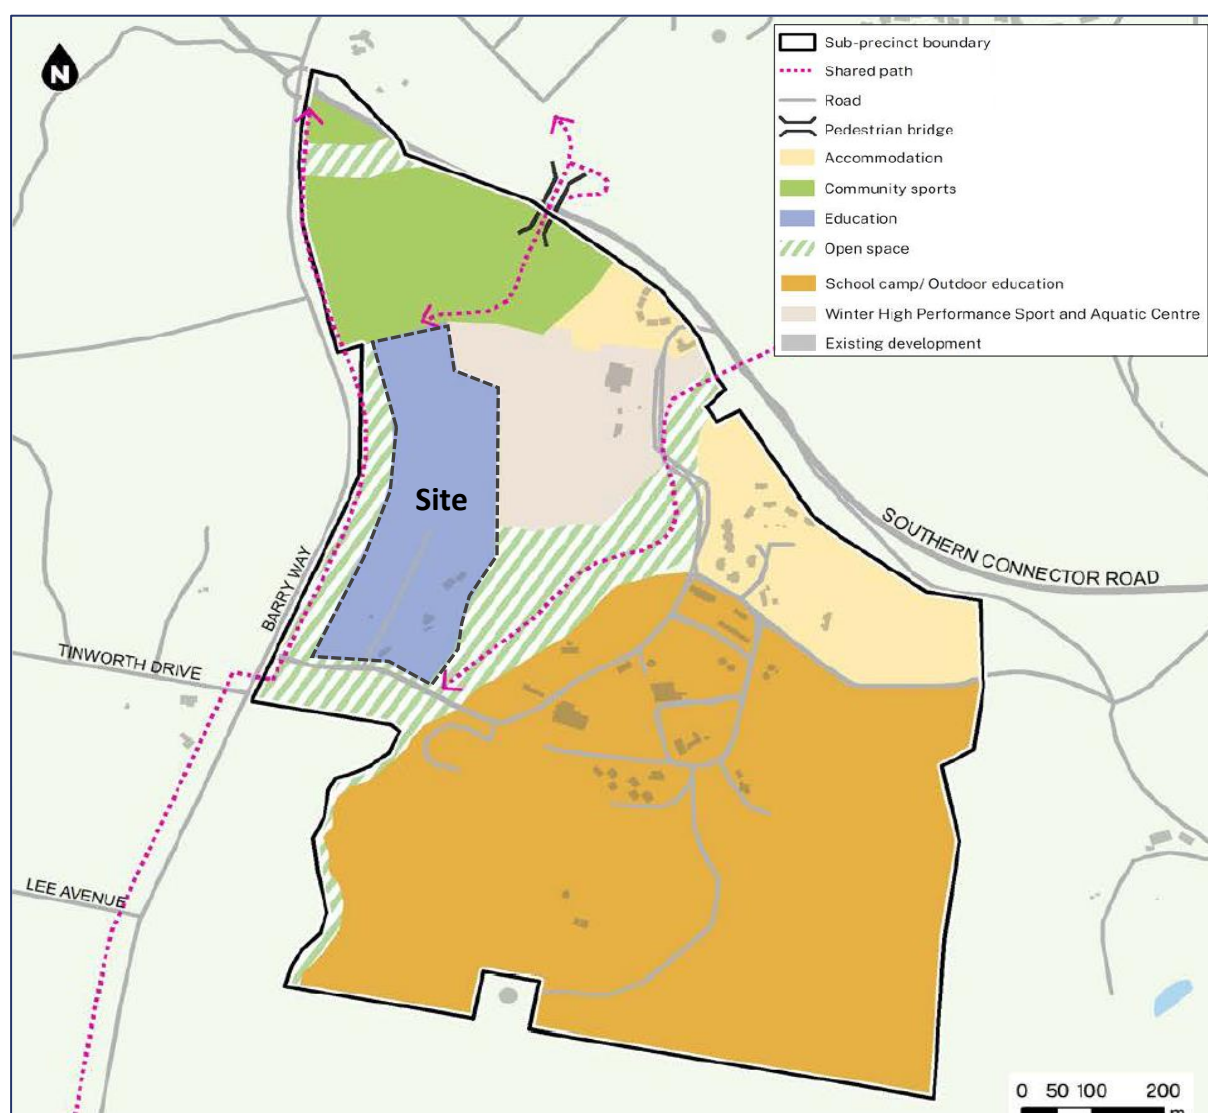 N
Sub-precinct boundary
Shared path
Road
Pedestrian bridge
Accommodation
Community sports
Education
Open space
School camp/ Outdoor education
Winter High Performance Sport and Aquatic Centre
Existing development
Site
SOUTHERN CONNECTOR ROAD
BARRY WAY
TINWORTH DRIVE
LEE AVENUE
0 50 100 200
m